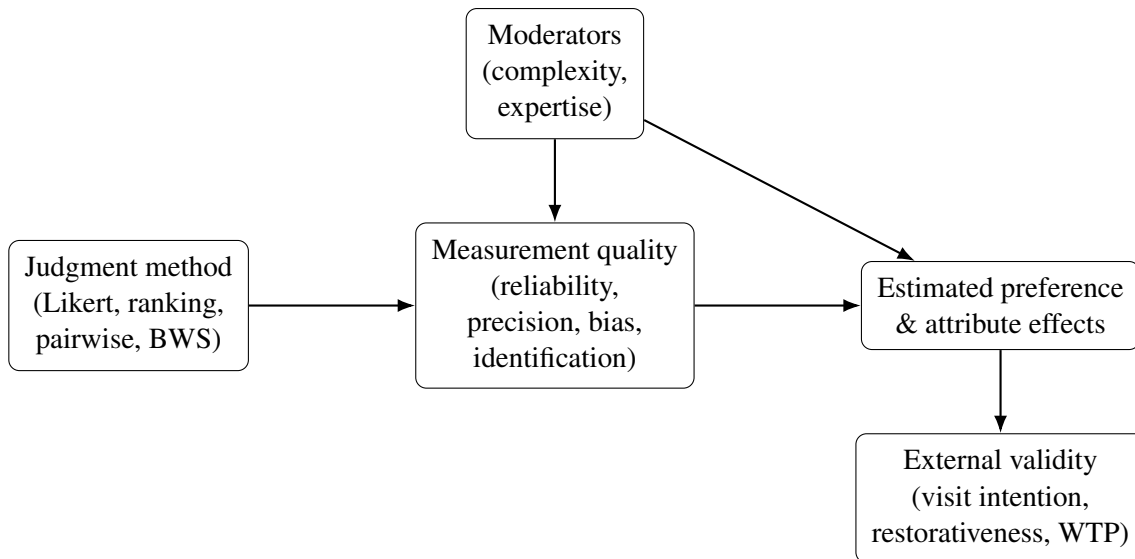 Moderators
(complexity,
expertise)
Judgment method
(Likert, ranking,
pairwise, BWS)
Measurement quality
(reliability,
precision, bias,
identification)
Estimated preference
& attribute effects
External validity
(visit intention,
restorativeness, WTP)